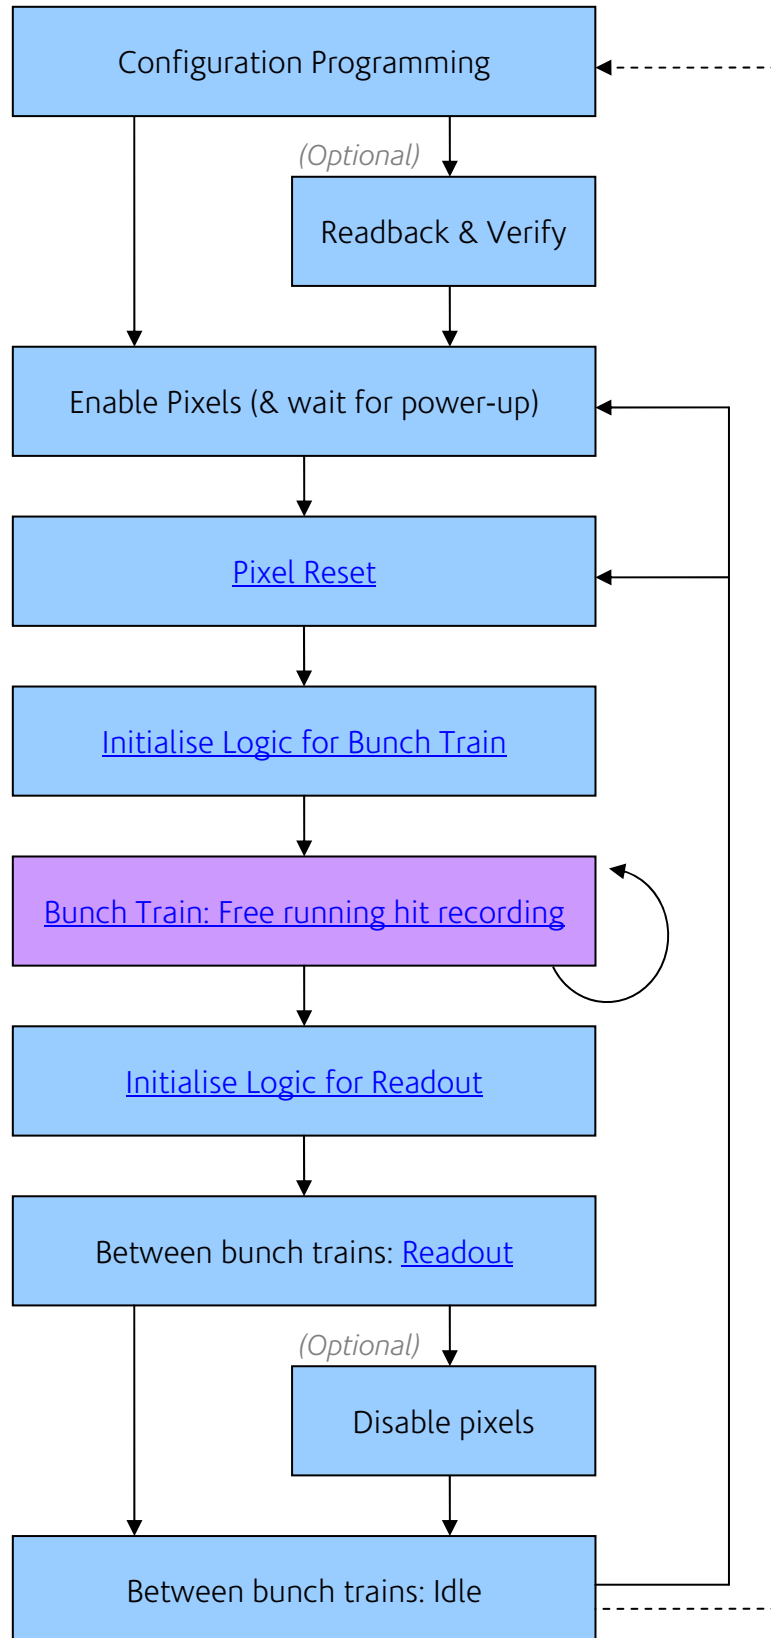 Configuration Programming
(Optional)
Readback & Verify
Enable Pixels (& wait for power-up)
Pixel Reset
Initialise Logic for Bunch Train
Bunch Train: Free running hit recording
Initialise Logic for Readout
Between bunch trains: Readout
(Optional)
Disable pixels
Between bunch trains: Idle